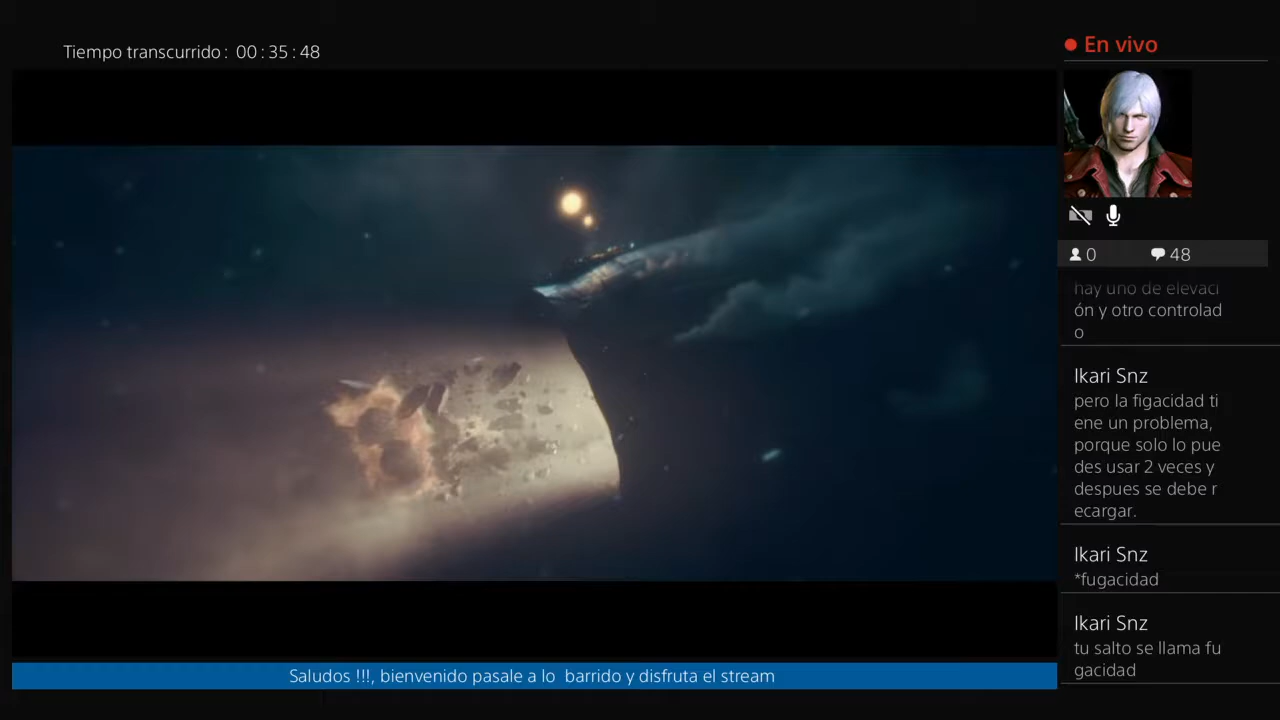 Tiempo transcurrido: 00:35:48
En vivo
0 48
hay uno de elevaci
ón y otro controlad
o
Ikari Snz
pero la figacidad ti
ene un problema,
porque solo lo pue
des usar 2 veces y
despues se debe r
ecargar.
Ikari Snz
*fugacidad
Ikari Snz
tu salto se llama fu
gacidad
Saludos !!!, bienvenido pasale a lo barrido y disfruta el stream